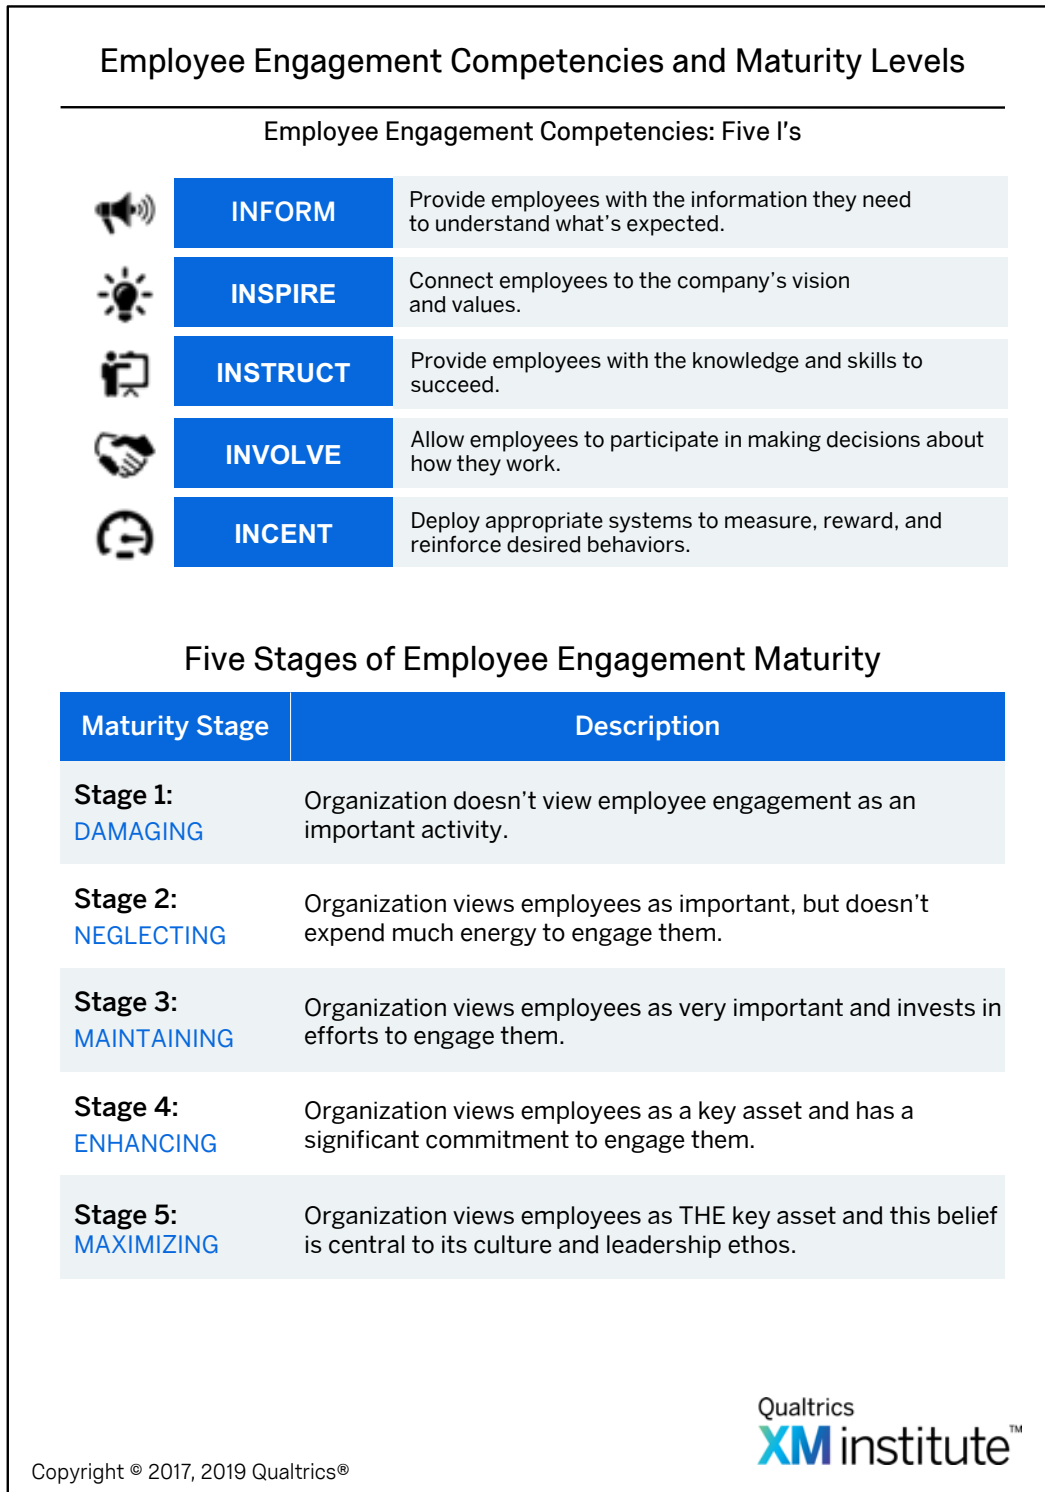 Employee Engagement Competencies and Maturity Levels
Employee Engagement Competencies: Five I's
INFORM
Provide employees with the information they need
to understand what's expected.
INSPIRE
Connect employees to the company's vision
and values.
INSTRUCT
Provide employees with the knowledge and skills to
succeed.
INVOLVE
Allow employees to participate in making decisions about
how they work.
INCENT
Deploy appropriate systems to measure, reward, and
reinforce desired behaviors.
Five Stages of Employee Engagement Maturity
Maturity Stage
Description
Stage 1:
DAMAGING
Organization doesn't view employee engagement as an
important activity.
Stage 2:
NEGLECTING
Organization views employees as important, but doesn't
expend much energy to engage them.
Stage 3:
MAINTAINING
Organization views employees as very important and invests in
efforts to engage them.
Stage 4:
ENHANCING
Organization views employees as a key asset and has a
significant commitment to engage them.
Stage 5:
MAXIMIZING
Organization views employees as THE key asset and this belief
is central to its culture and leadership ethos.
Qualtrics
XM institute™
Copyright © 2017, 2019 Qualtrics®